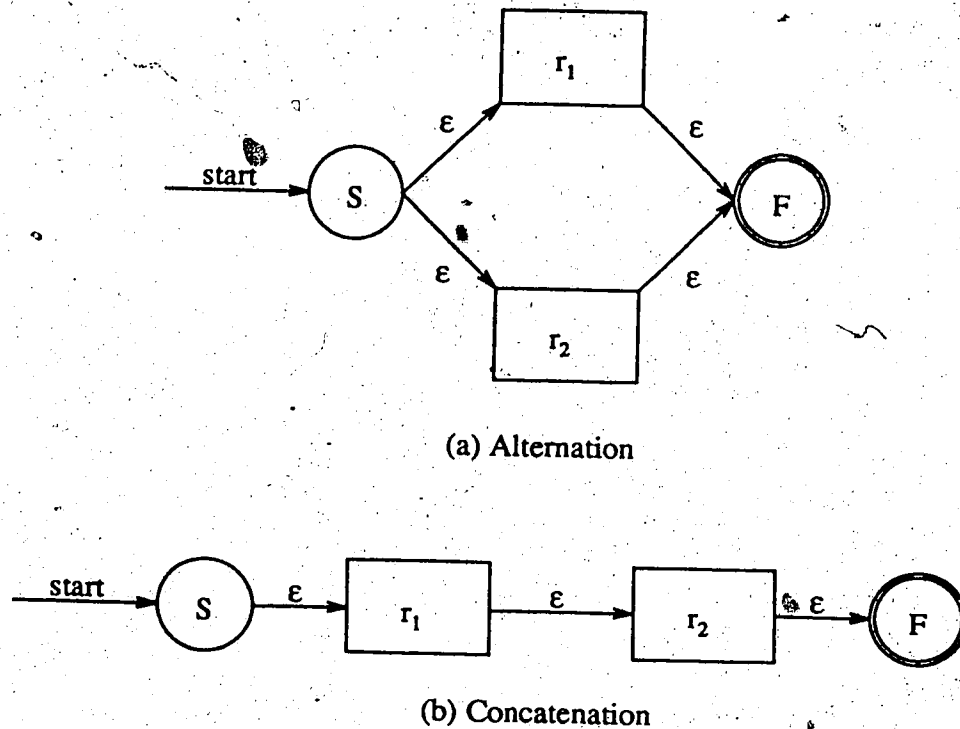 r₁
ε ε
start S F
ε ε
r₂
(a) Alternation
start S ε r₁ ε r₂ ε F
(b) Concatenation